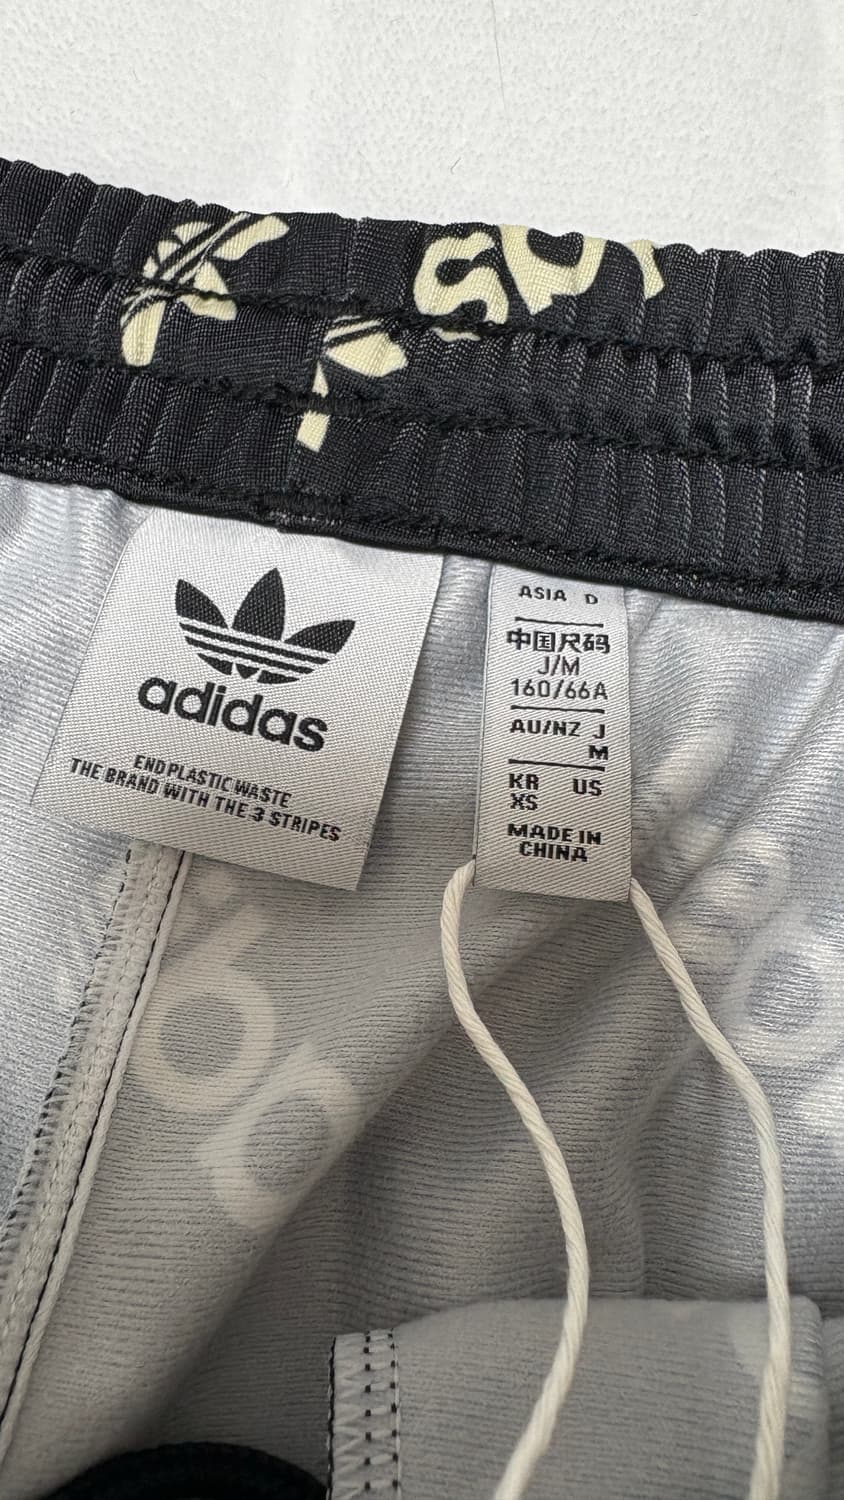 adidas
END PLASTIC WASTE
THE BRAND WITH THE 3 STRIPES
ASIA D
中国尺码
J/M
160/66A
AU/NZ J
M
KR US
XS
MADE IN
CHINA